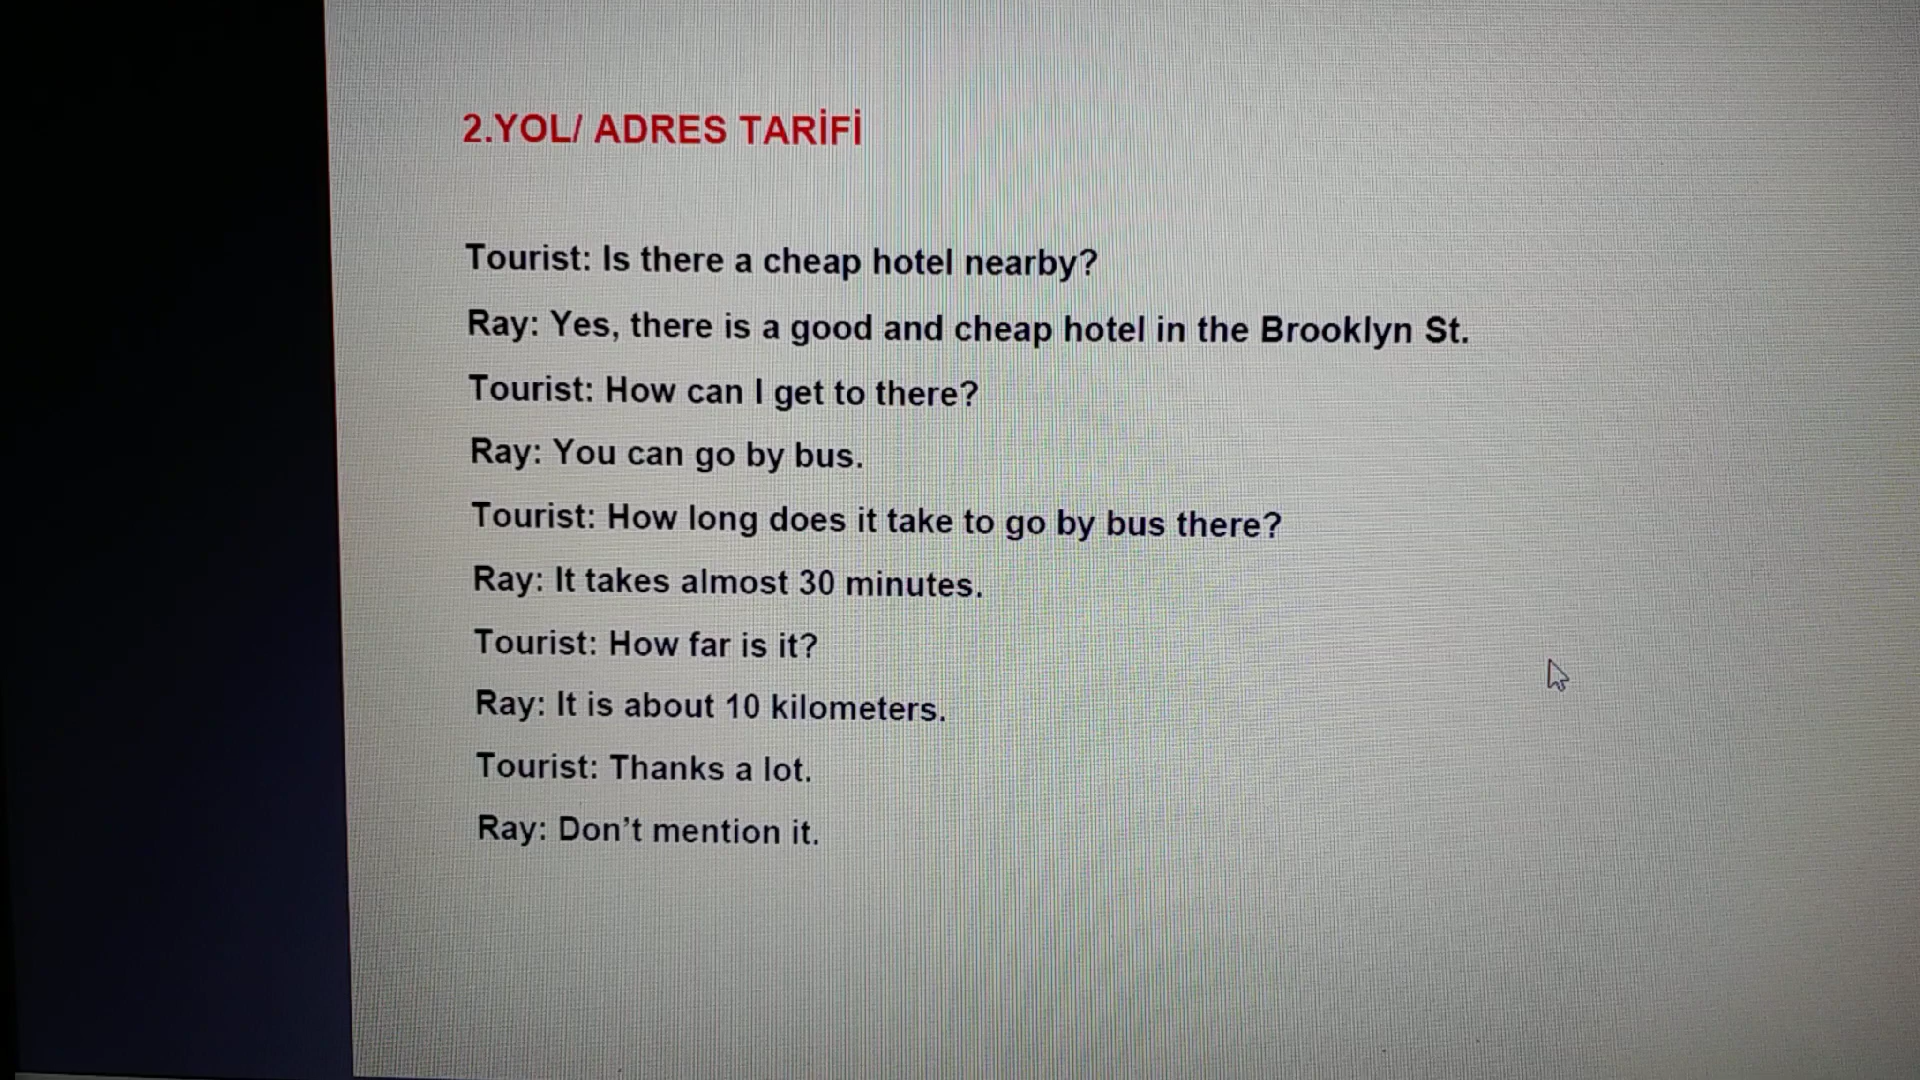 2.YOL/ ADRES TARİFİ
Tourist: Is there a cheap hotel nearby?
Ray: Yes, there is a good and cheap hotel in the Brooklyn St.
Tourist: How can I get to there?
Ray: You can go by bus.
Tourist: How long does it take to go by bus there?
Ray: It takes almost 30 minutes.
Tourist: How far is it?
Ray: It is about 10 kilometers.
Tourist: Thanks a lot.
Ray: Don’t mention it.